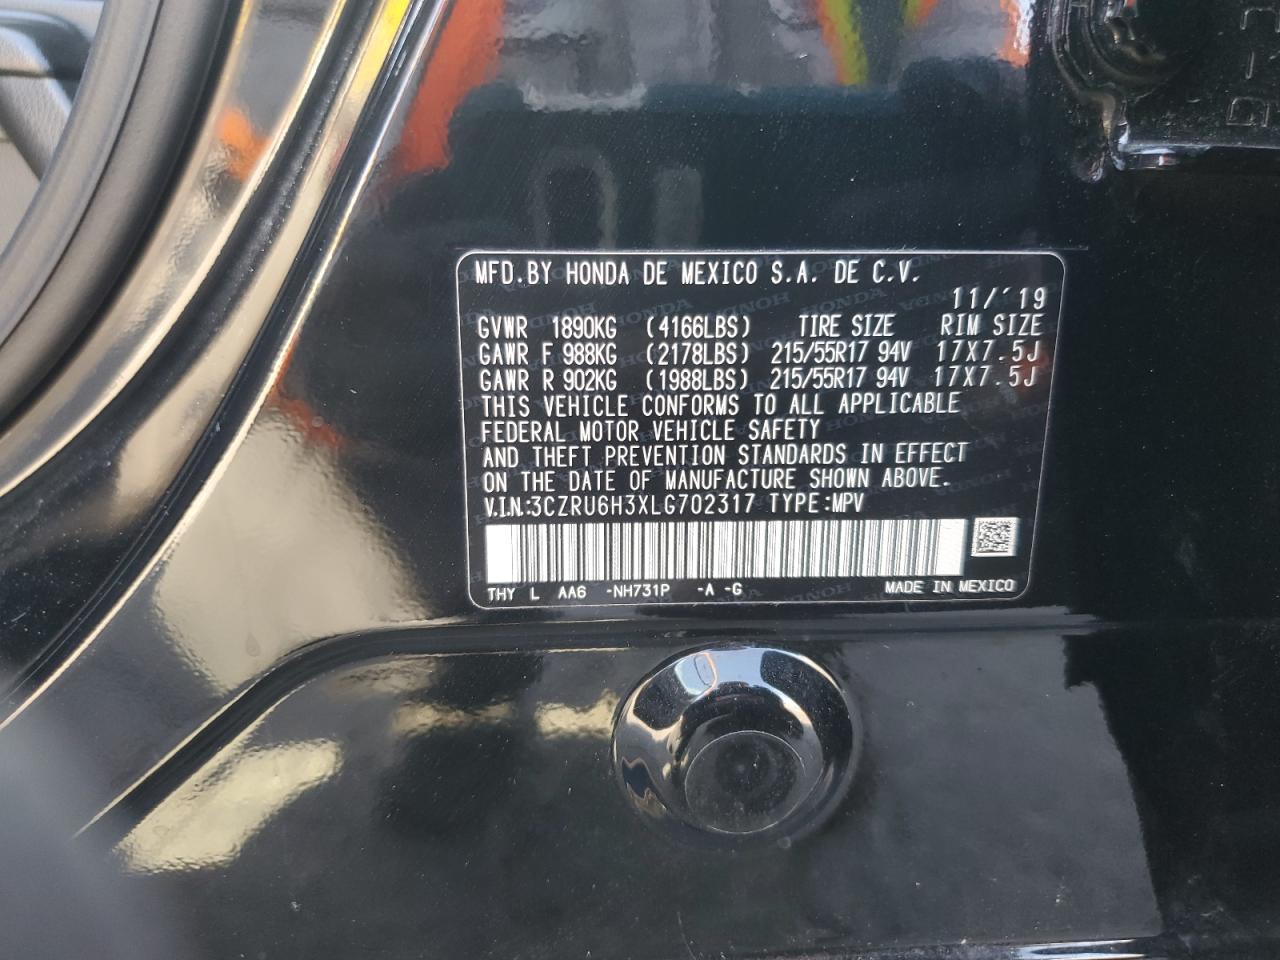 MFD.BY HONDA DE MEXICO S.A. DE C.V.
11/´19
GVWR 1890KG (4166LBS) TIRE SIZE RIM SIZE
GAWR F 988KG (2178LBS) 215/55R17 94V 17X7.5J
GAWR R 902KG (1988LBS) 215/55R17 94V 17X7.5J
THIS VEHICLE CONFORMS TO ALL APPLICABLE
FEDERAL MOTOR VEHICLE SAFETY
AND THEFT PREVENTION STANDARDS IN EFFECT
ON THE DATE OF MANUFACTURE SHOWN ABOVE.
V.I.N:3CZRU6H3XLG702317 TYPE:MPV
THY L AA6 -NH731P -A -G MADE IN MEXICO